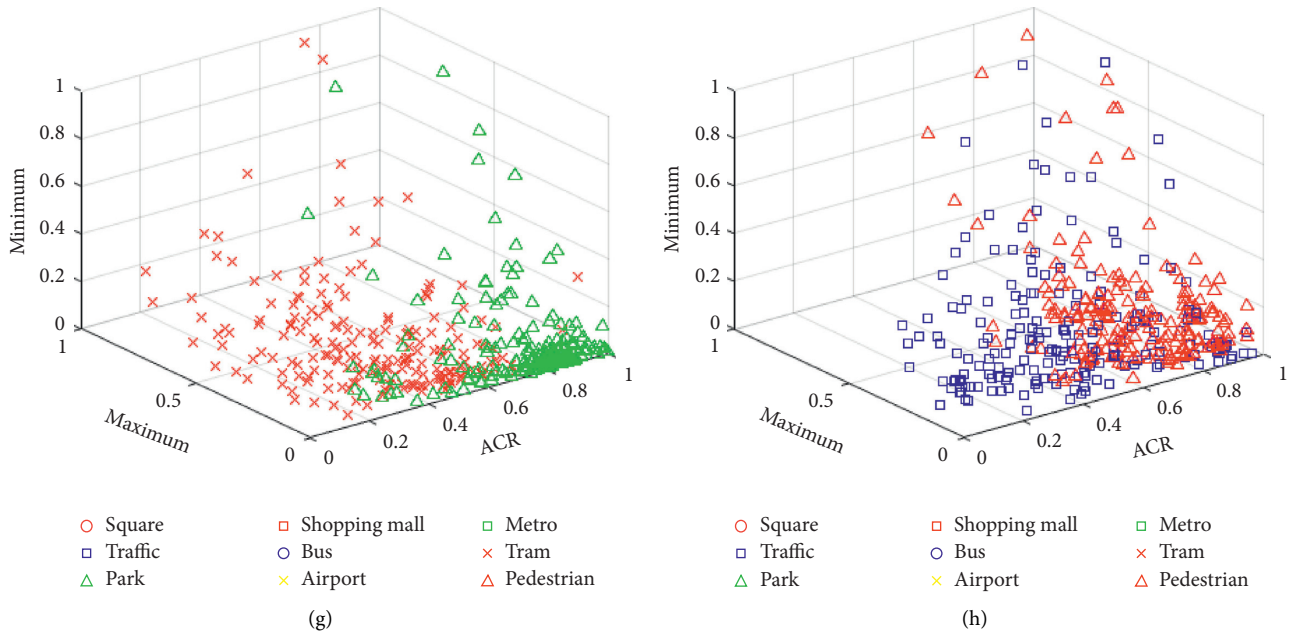 Minimum
1
0.8
0.6
0.4
0.2
0
1
0.5
0
Maximum
0
0.2
0.4
0.6
0.8
1
ACR
Square Shopping mall Metro
Traffic Bus Tram
Park Airport Pedestrian
(g)
Minimum
1
0.8
0.6
0.4
0.2
0
1
0.5
0
Maximum
0
0.2
0.4
0.6
0.8
1
ACR
Square Shopping mall Metro
Traffic Bus Tram
Park Airport Pedestrian
(h)